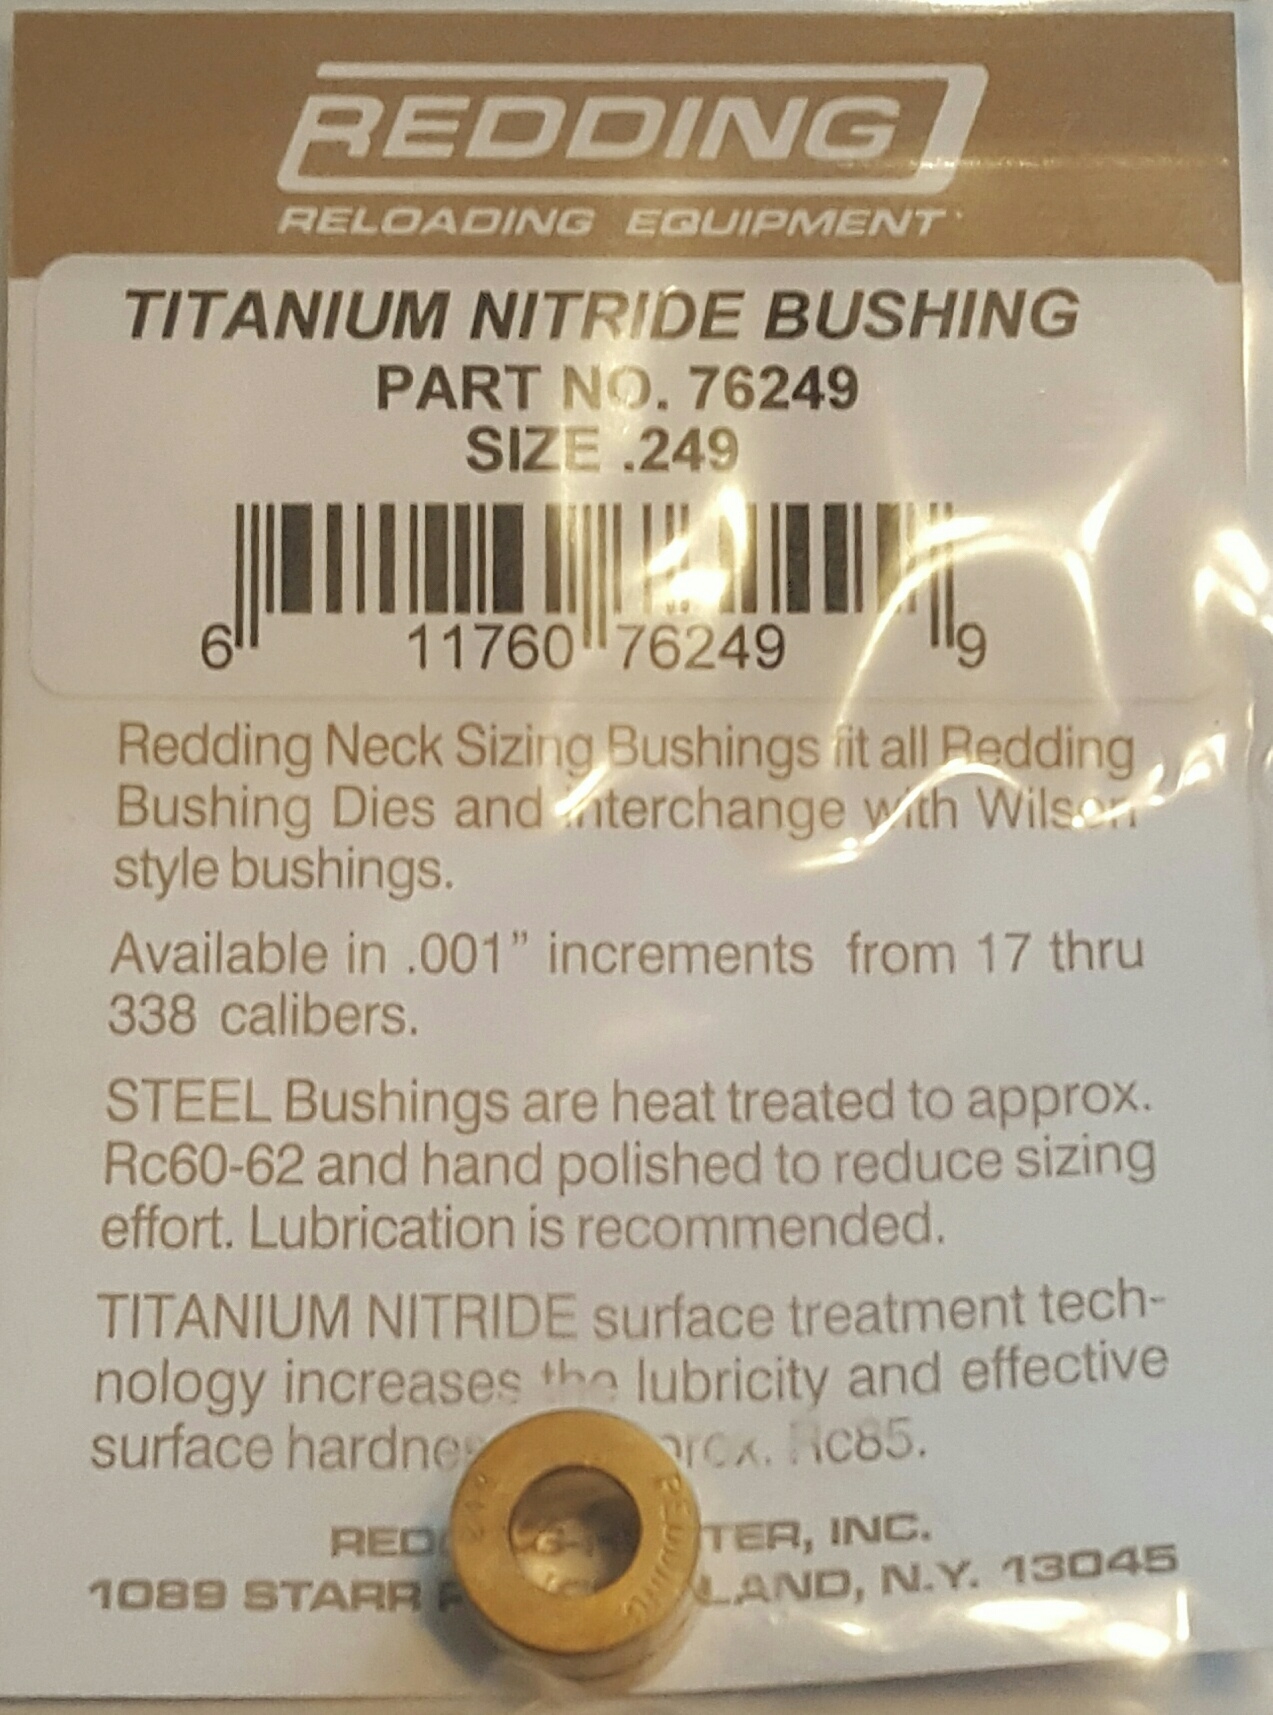 REDDING
RELOADING EQUIPMENT
TITANIUM NITRIDE BUSHING
PART NO. 76249
SIZE .249
6 11760 76249 9
Redding Neck Sizing Bushings fit all Redding
Bushing Dies and interchange with Wilson
style bushings.
Available in .001” increments from 17 thru
338 calibers.
STEEL Bushings are heat treated to approx.
Rc60-62 and hand polished to reduce sizing
effort. Lubrication is recommended.
TITANIUM NITRIDE surface treatment tech-
nology increases the lubricity and effective
surface Rc85.
INC.
1089 STARR N.Y. 13045
REDDING